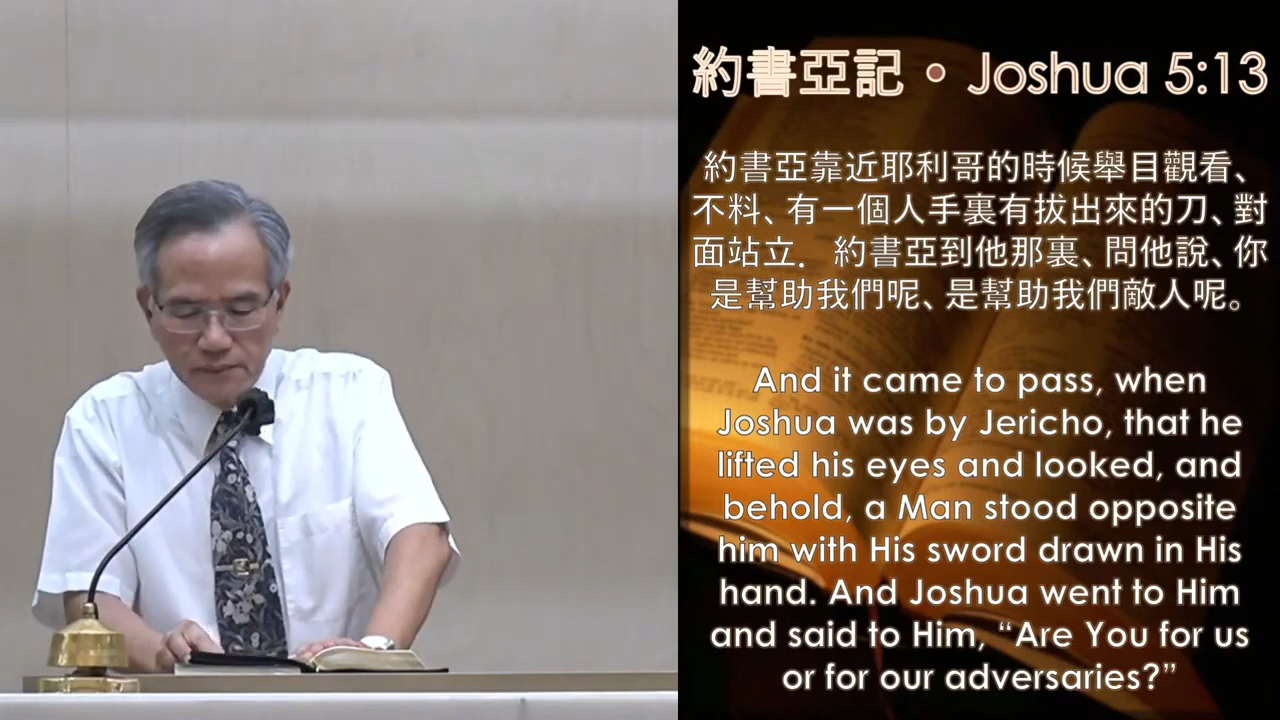 約書亞記 • Joshua 5:13
約書亞靠近耶利哥的時候舉目觀看、
不料、有一個人手裏有拔出來的刀、對
面站立． 約書亞到他那裏、問他說、你
是幫助我們呢、是幫助我們敵人呢。
And it came to pass, when
Joshua was by Jericho, that he
lifted his eyes and looked, and
behold, a Man stood opposite
him with His sword drawn in His
hand. And Joshua went to Him
and said to Him, “Are You for us
or for our adversaries?”